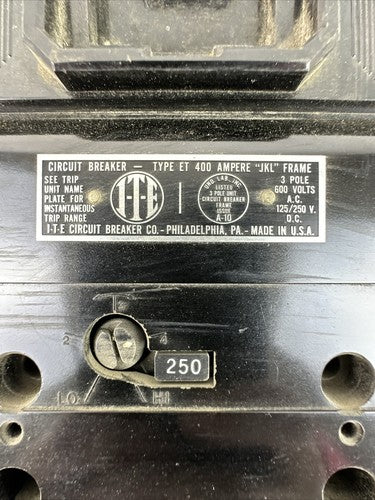 CIRCUIT BREAKER — TYPE ET 400 AMPERE "JKL" FRAME
SEE TRIP
UNIT NAME
PLATE FOR
INSTANTANEOUS
TRIP RANGE
I-T-E
UND. LAB. INC.
LISTED
3 POLE UNIT
CIRCUIT BREAKER
FRAME
ISSUE
3 POLE
600 VOLTS
A.C.
125/250 V.
D.C.
I-T-E CIRCUIT BREAKER CO.-PHILADELPHIA, PA.-MADE IN U.S.A.
2
4
250
LO
HI